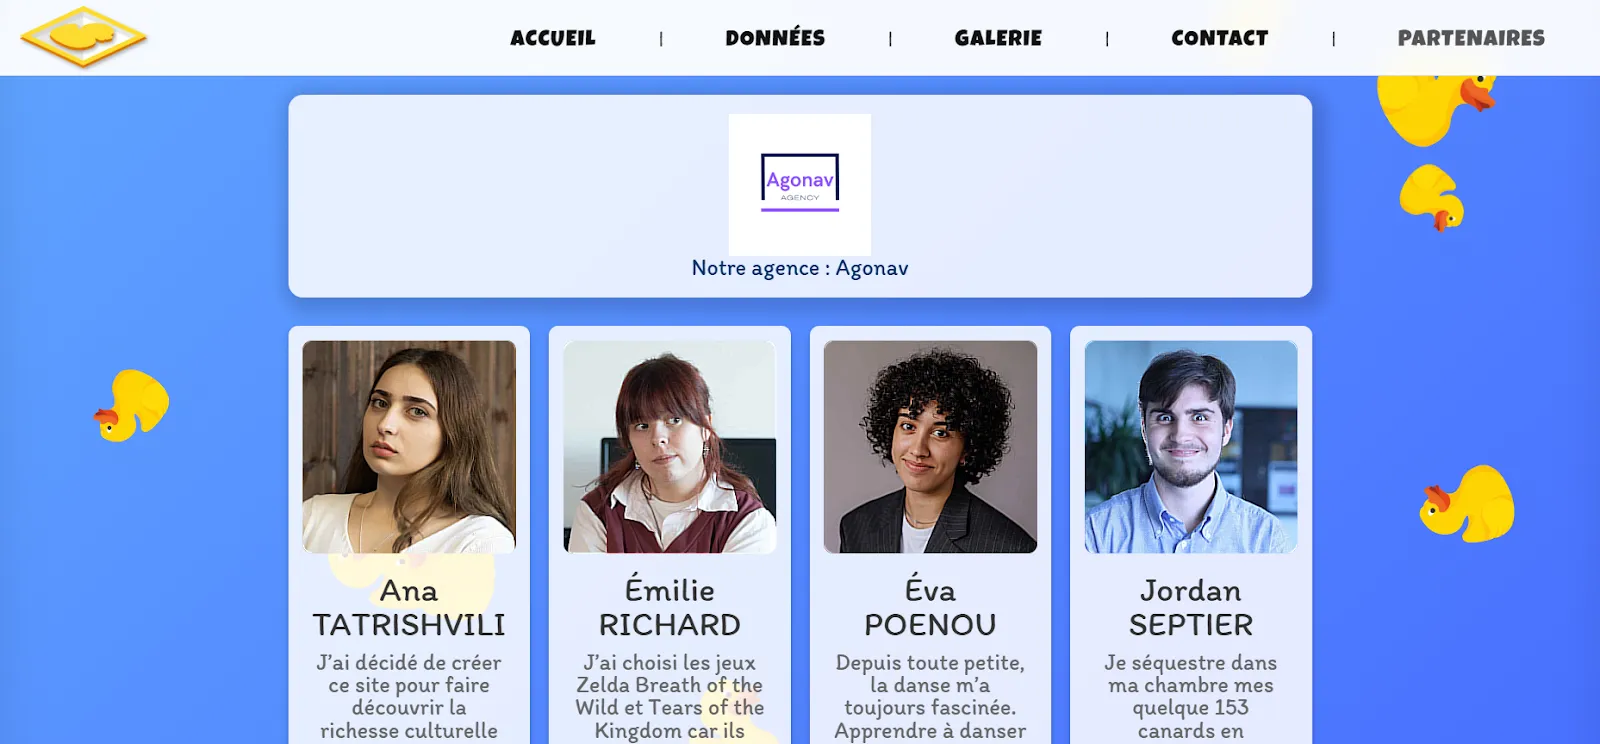 ACCUEIL | DONNÉES | GALERIE | CONTACT | PARTENAIRES
Agonav
AGENCY
Notre agence : Agonav
Ana
TATRISHVILI
J'ai décidé de créer
ce site pour faire
découvrir la
richesse culturelle
Émilie
RICHARD
J'ai choisi les jeux
Zelda Breath of the
Wild et Tears of the
Kingdom car ils
Éva
POENOU
Depuis toute petite,
la danse m'a
toujours fascinée.
Apprendre à danser
Jordan
SEPTIER
Je séquestre dans
ma chambre mes
quelque 153
canards en